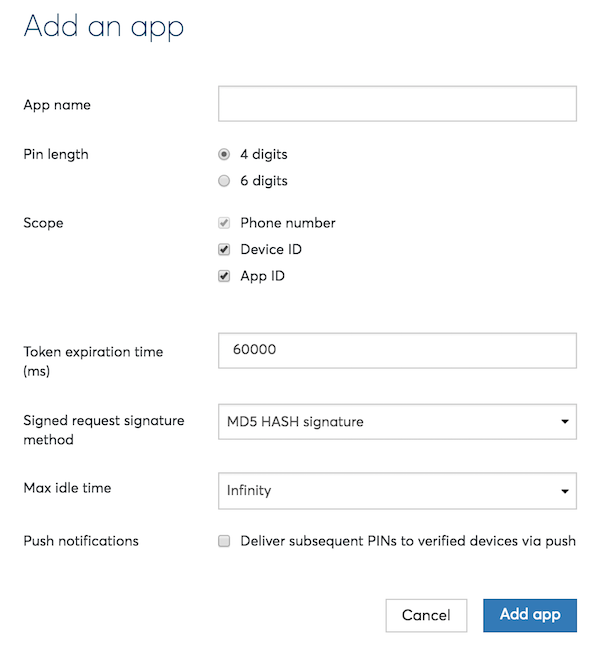 Add an app
App name
Pin length
4 digits
6 digits
Scope
Phone number
Device ID
App ID
Token expiration time
(ms)
60000
Signed request signature
method
MD5 HASH signature
Max idle time
Infinity
Push notifications
Deliver subsequent PINs to verified devices via push
Cancel
Add app